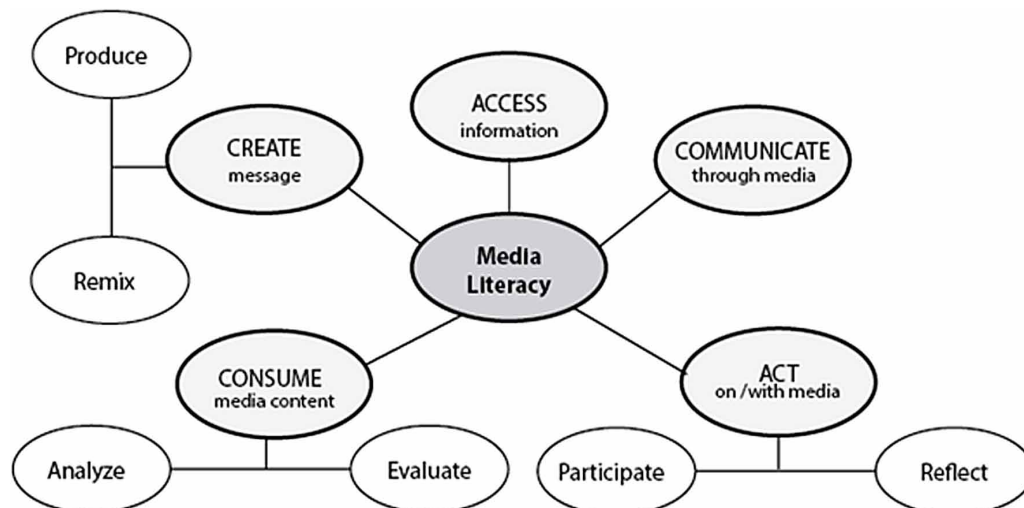 Produce
ACCESS
information
CREATE
message
COMMUNICATE
through media
Media
Literacy
Remix
CONSUME
media content
ACT
on /with media
Analyze
Evaluate
Participate
Reflect